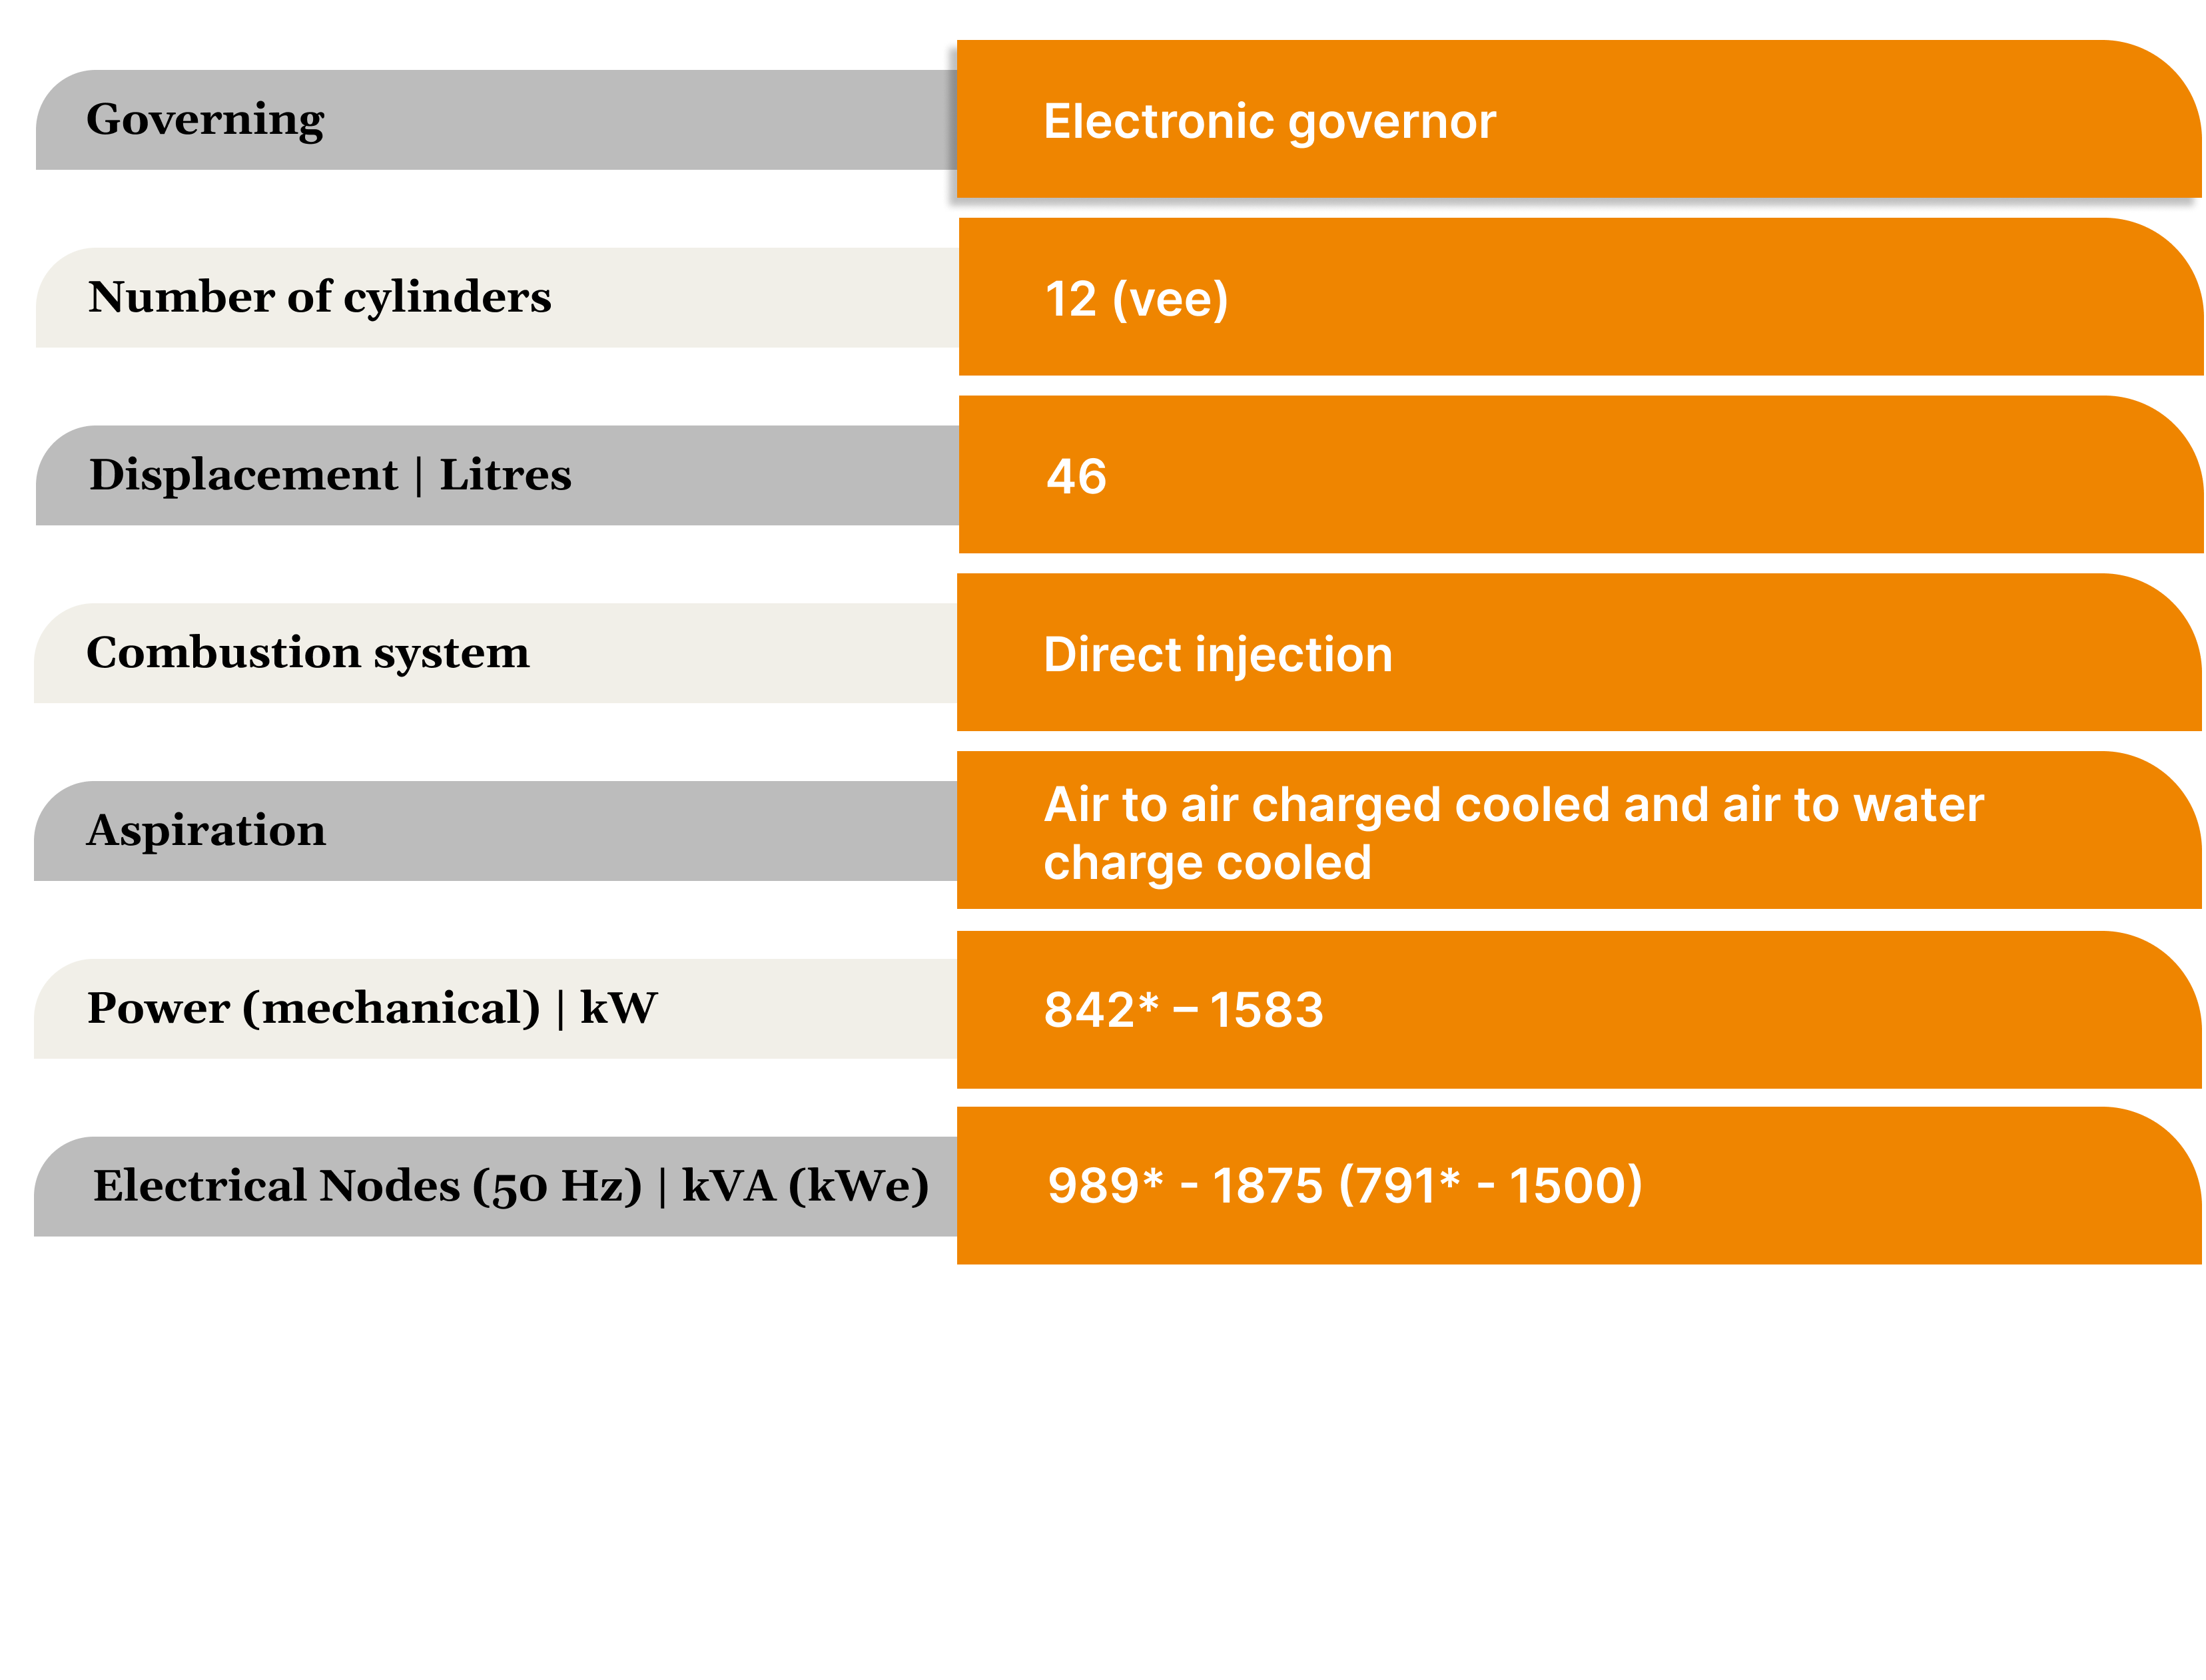 Governing
Electronic governor
Number of cylinders
12 (vee)
Displacement | Litres
46
Combustion system
Direct injection
Aspiration
Air to air charged cooled and air to water
charge cooled
Power (mechanical) | kW
842* – 1583
Electrical Nodes (50 Hz) | kVA (kWe)
989* - 1875 (791* - 1500)